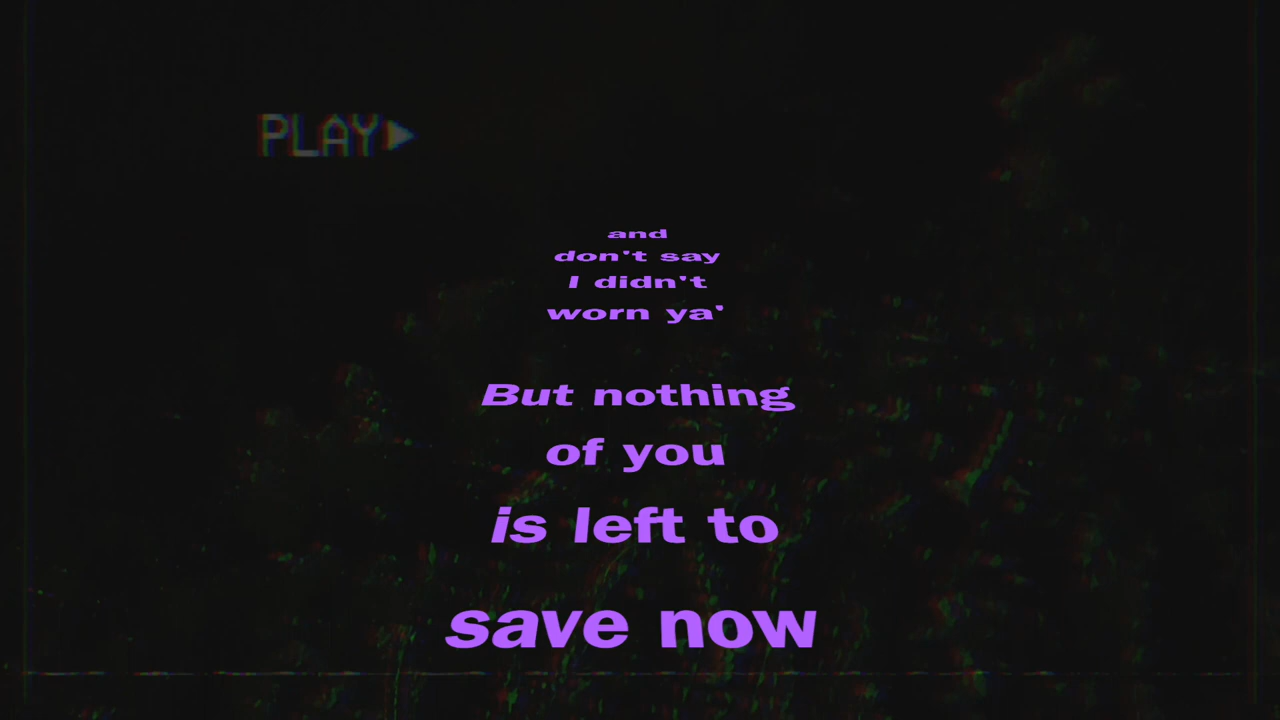 PLAY
and
don't say
I didn't
worn ya'
But nothing
of you
is left to
save now